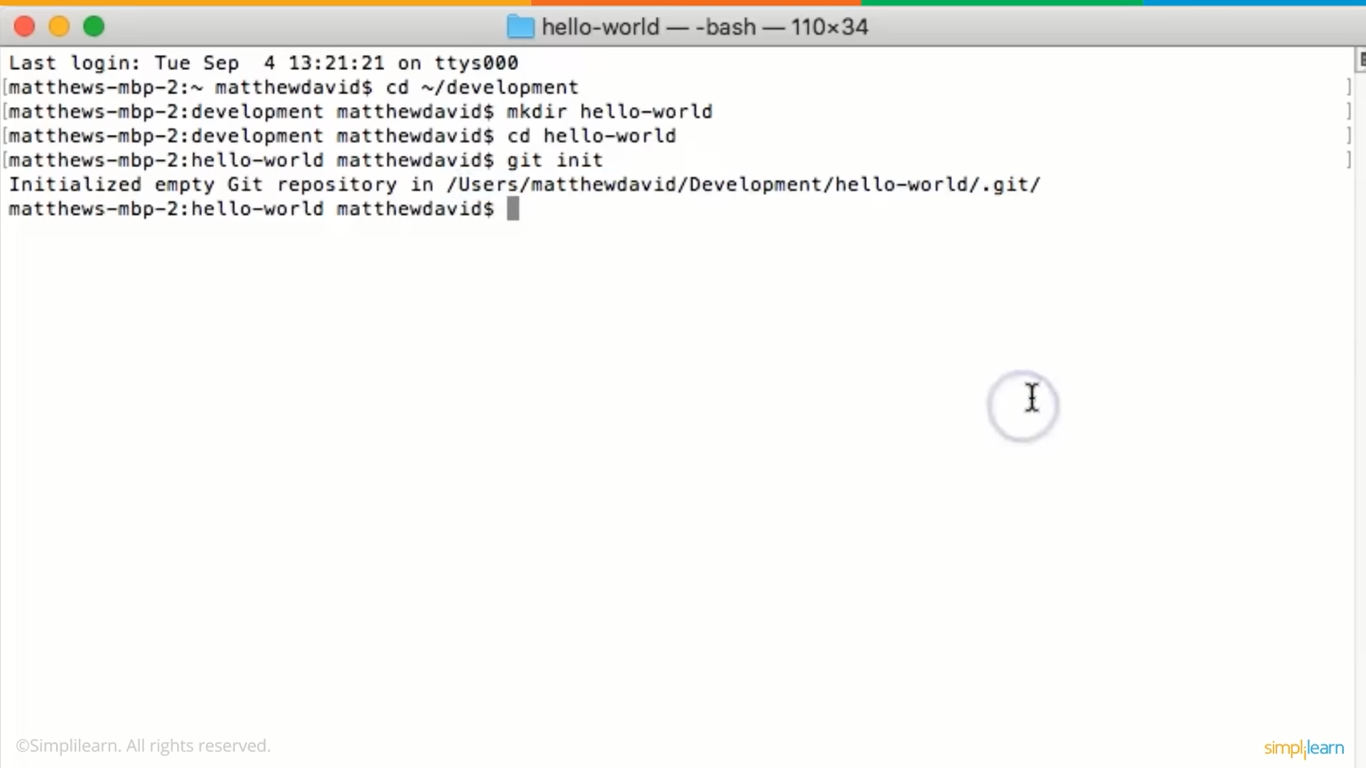 hello-world — -bash — 110×34
Last login: Tue Sep  4 13:21:21 on ttys000
[matthews-mbp-2:~ matthewdavid$ cd ~/development ]
[matthews-mbp-2:development matthewdavid$ mkdir hello-world ]
[matthews-mbp-2:development matthewdavid$ cd hello-world ]
[matthews-mbp-2:hello-world matthewdavid$ git init ]
Initialized empty Git repository in /Users/matthewdavid/Development/hello-world/.git/
matthews-mbp-2:hello-world matthewdavid$
©Simplilearn. All rights reserved.
simplilearn